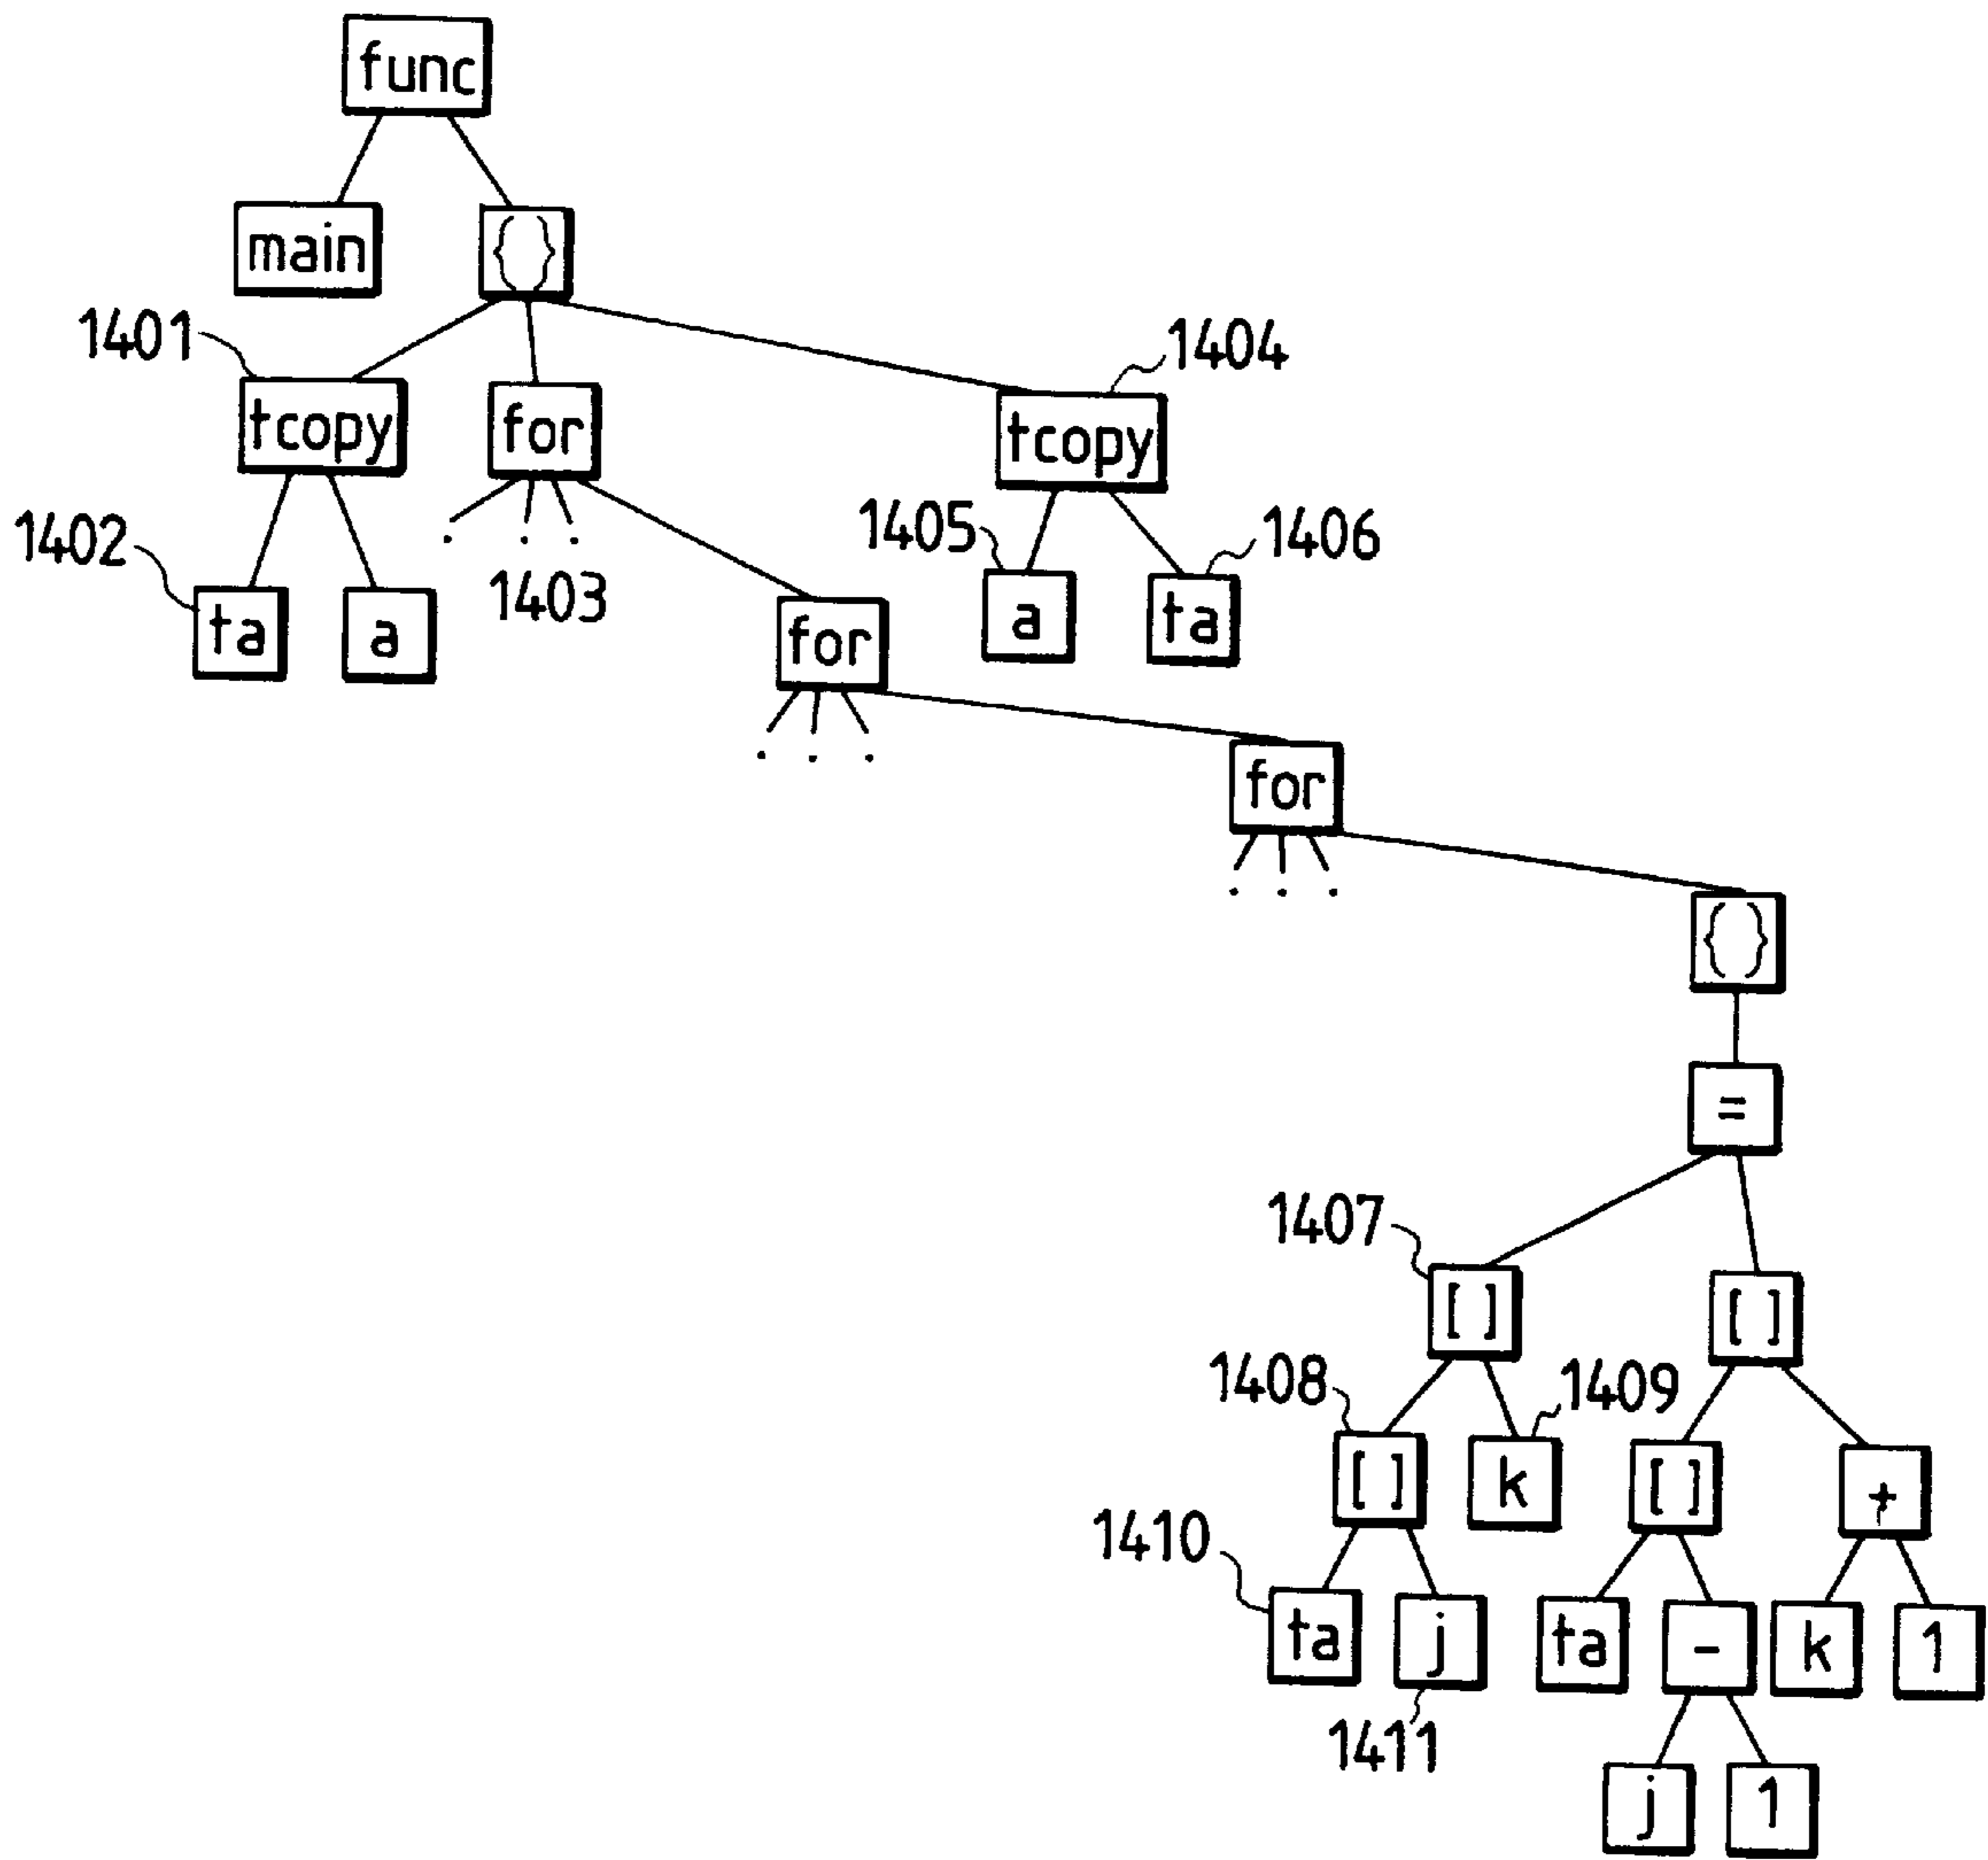 func
main { }
1401 1404
tcopy for tcopy
1402 . . . 1405 1406
ta a 1403 for a ta
. . .
for
. . .
{ }
=
1407
[ ] [ ]
1408 1409
[ ] k [ ] +
1410
ta j ta - k 1
1411
j 1